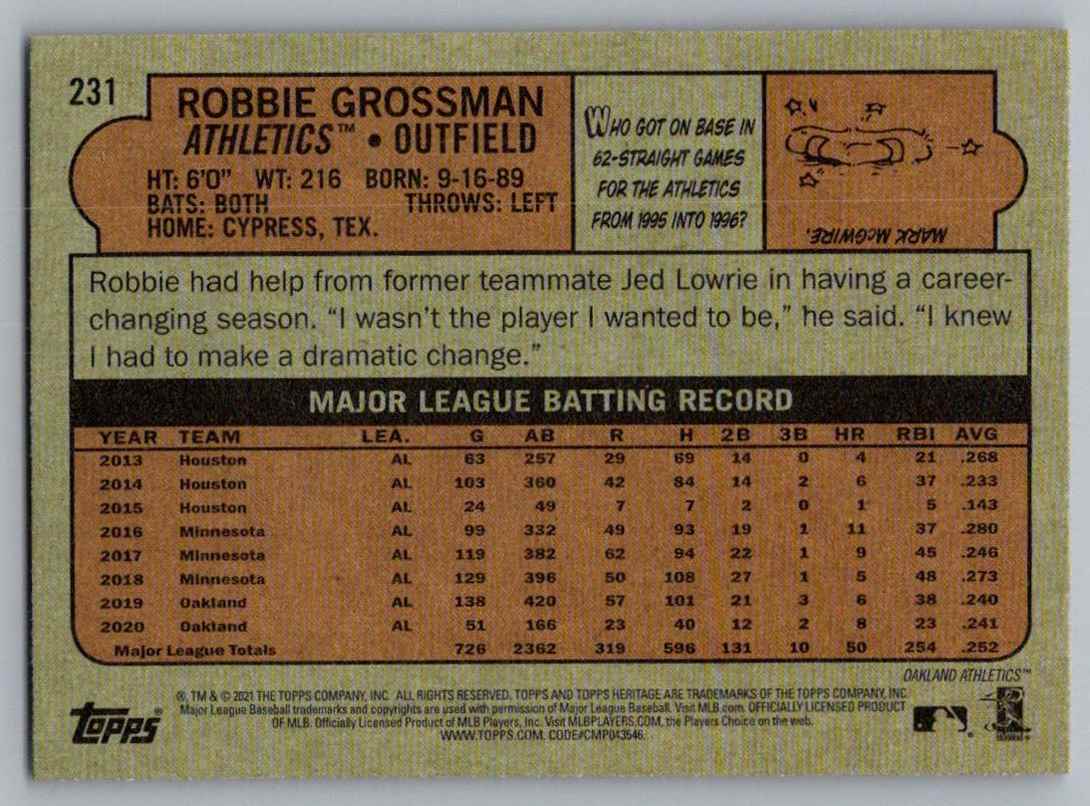 231
ROBBIE GROSSMAN
ATHLETICS™ • OUTFIELD
HT: 6'0" WT: 216 BORN: 9-16-89
BATS: BOTH THROWS: LEFT
HOME: CYPRESS, TEX.
WHO GOT ON BASE IN
62-STRAIGHT GAMES
FOR THE ATHLETICS
FROM 1995 INTO 1996?
MARK McGWIRE.
Robbie had help from former teammate Jed Lowrie in having a career-
changing season. “I wasn't the player I wanted to be,” he said. “I knew
I had to make a dramatic change.”
MAJOR LEAGUE BATTING RECORD
YEAR TEAM LEA. G AB R H 2B 3B HR RBI AVG
2013 Houston AL 63 257 29 69 14 0 4 21 .268
2014 Houston AL 103 360 42 84 14 2 6 37 .233
2015 Houston AL 24 49 7 7 2 0 1 5 .143
2016 Minnesota AL 99 332 49 93 19 1 11 37 .280
2017 Minnesota AL 119 382 62 94 22 1 9 45 .246
2018 Minnesota AL 129 396 50 108 27 1 5 48 .273
2019 Oakland AL 138 420 57 101 21 3 6 38 .240
2020 Oakland AL 51 166 23 40 12 2 8 23 .241
Major League Totals 726 2362 319 596 131 10 50 254 .252
OAKLAND ATHLETICS™
TOPPS®
®, TM & © 2021 THE TOPPS COMPANY, INC. ALL RIGHTS RESERVED. TOPPS AND TOPPS HERITAGE ARE TRADEMARKS OF THE TOPPS COMPANY, INC.
Major League Baseball trademarks and copyrights are used with permission of Major League Baseball. Visit MLB.com. OFFICIALLY LICENSED PRODUCT
OF MLB. Officially Licensed Product of MLB Players, Inc. Visit MLBPLAYERS.COM, the Players Choice on the web.
WWW.TOPPS.COM. CODE#CMP043546.